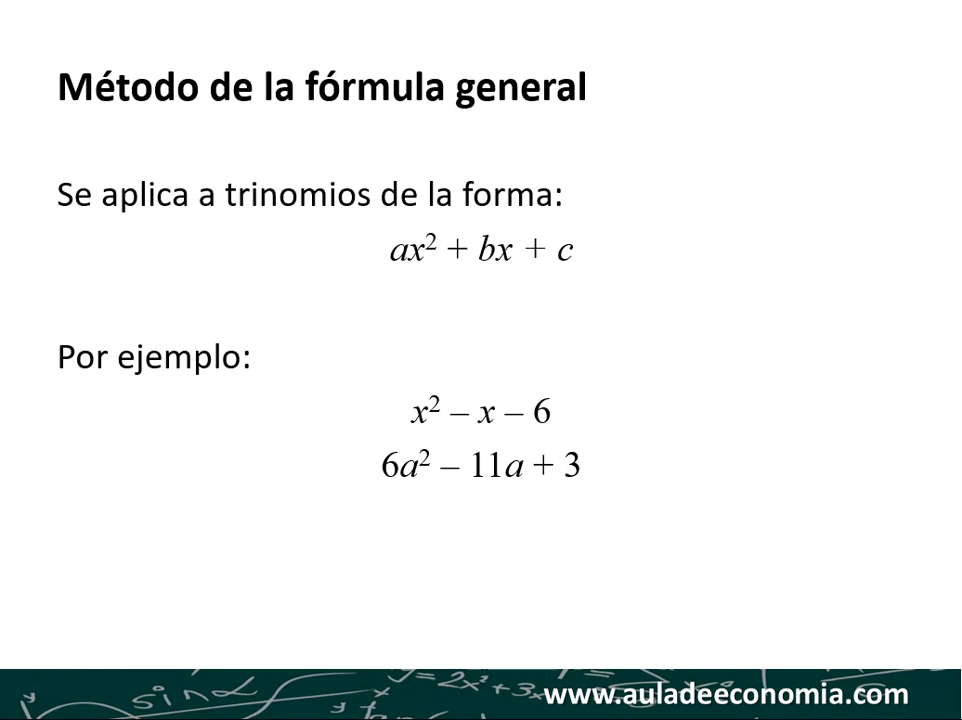 Método de la fórmula general
Se aplica a trinomios de la forma:
ax² + bx + c
Por ejemplo:
x² – x – 6
6a² – 11a + 3
www.auladeeconomia.com